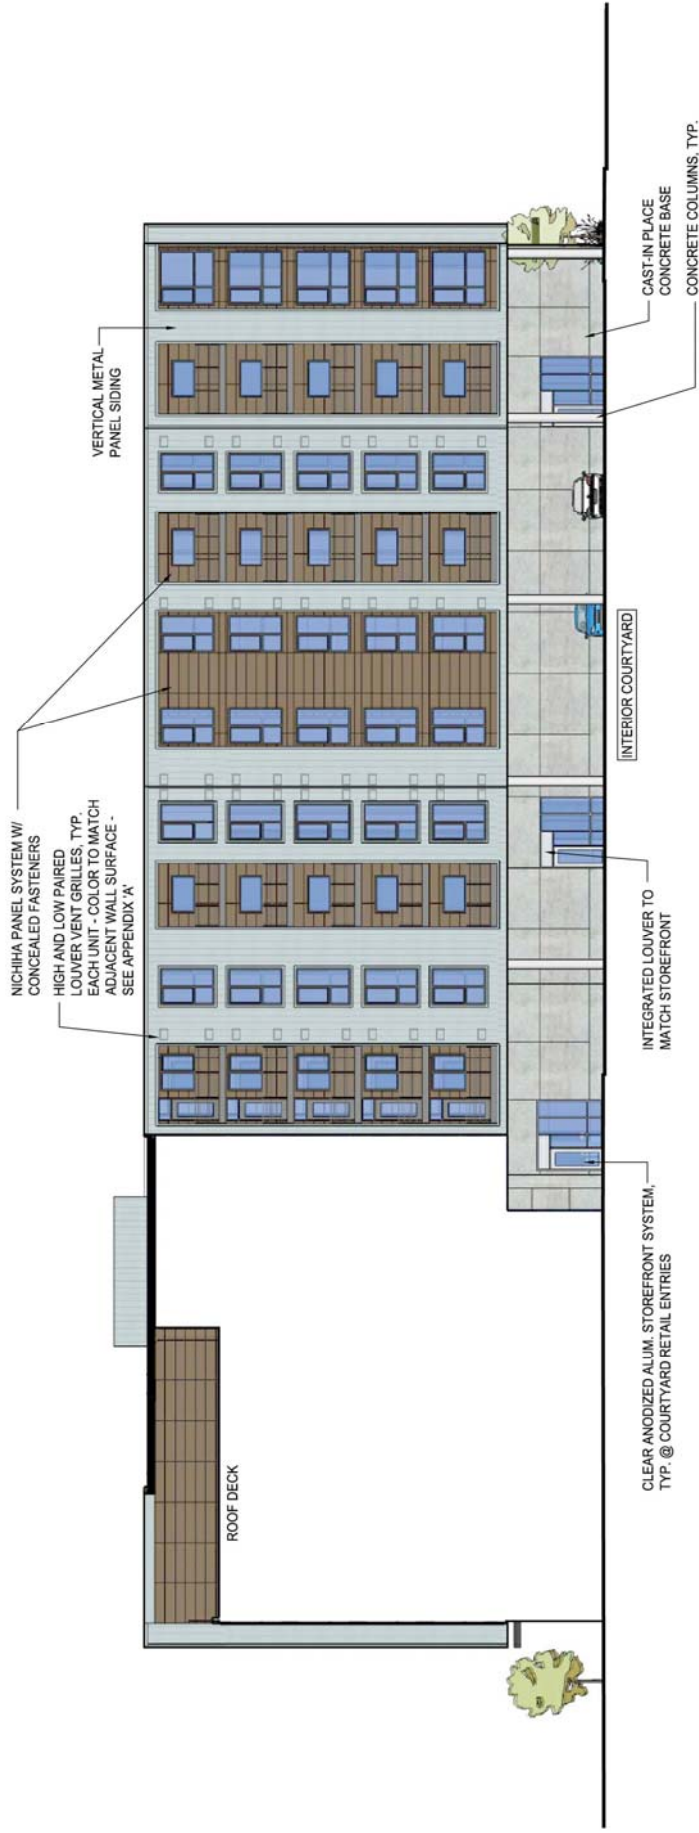 NICHIHA PANEL SYSTEM W/
CONCEALED FASTENERS
HIGH AND LOW PAIRED
LOUVER VENT GRILLES, TYP.
EACH UNIT - COLOR TO MATCH
ADJACENT WALL SURFACE -
SEE APPENDIX 'A'
VERTICAL METAL
PANEL SIDING
ROOF DECK
INTERIOR COURTYARD
CLEAR ANODIZED ALUM. STOREFRONT SYSTEM,
TYP. @ COURTYARD RETAIL ENTRIES
INTEGRATED LOUVER TO
MATCH STOREFRONT
CAST-IN PLACE
CONCRETE BASE
CONCRETE COLUMNS, TYP.